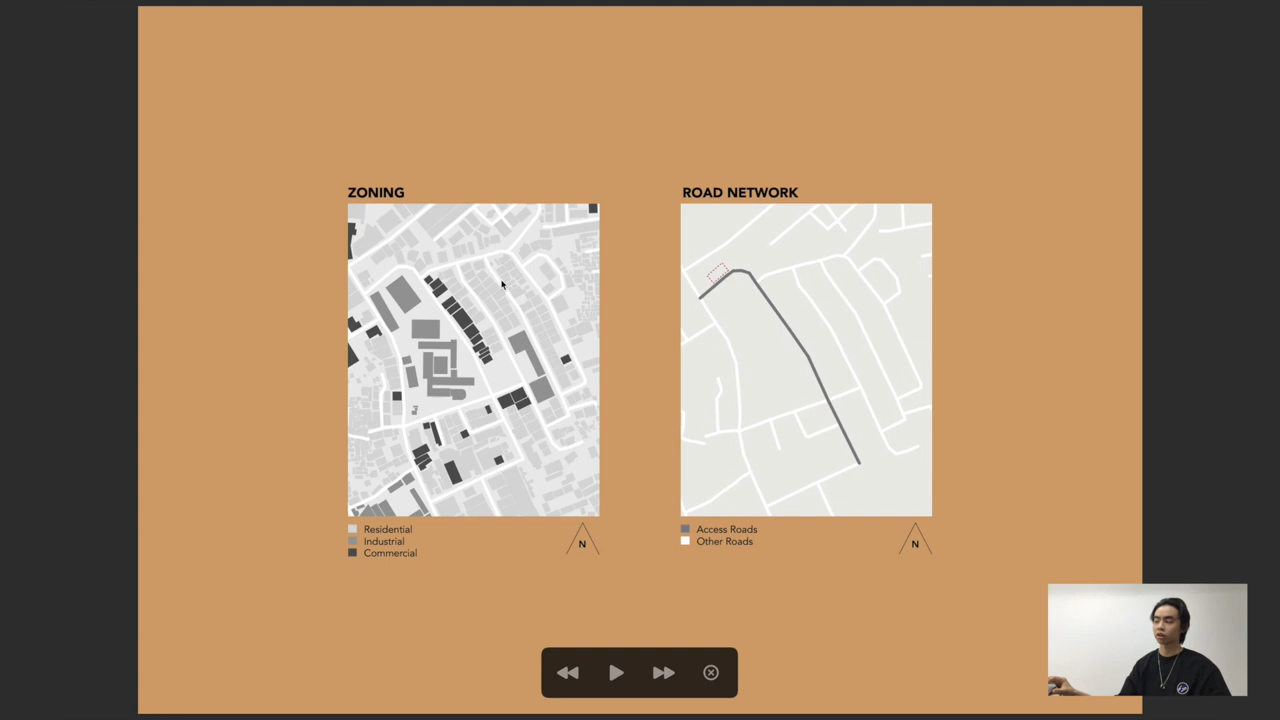 ZONING
Residential
Industrial
Commercial
N
ROAD NETWORK
Access Roads
Other Roads
N